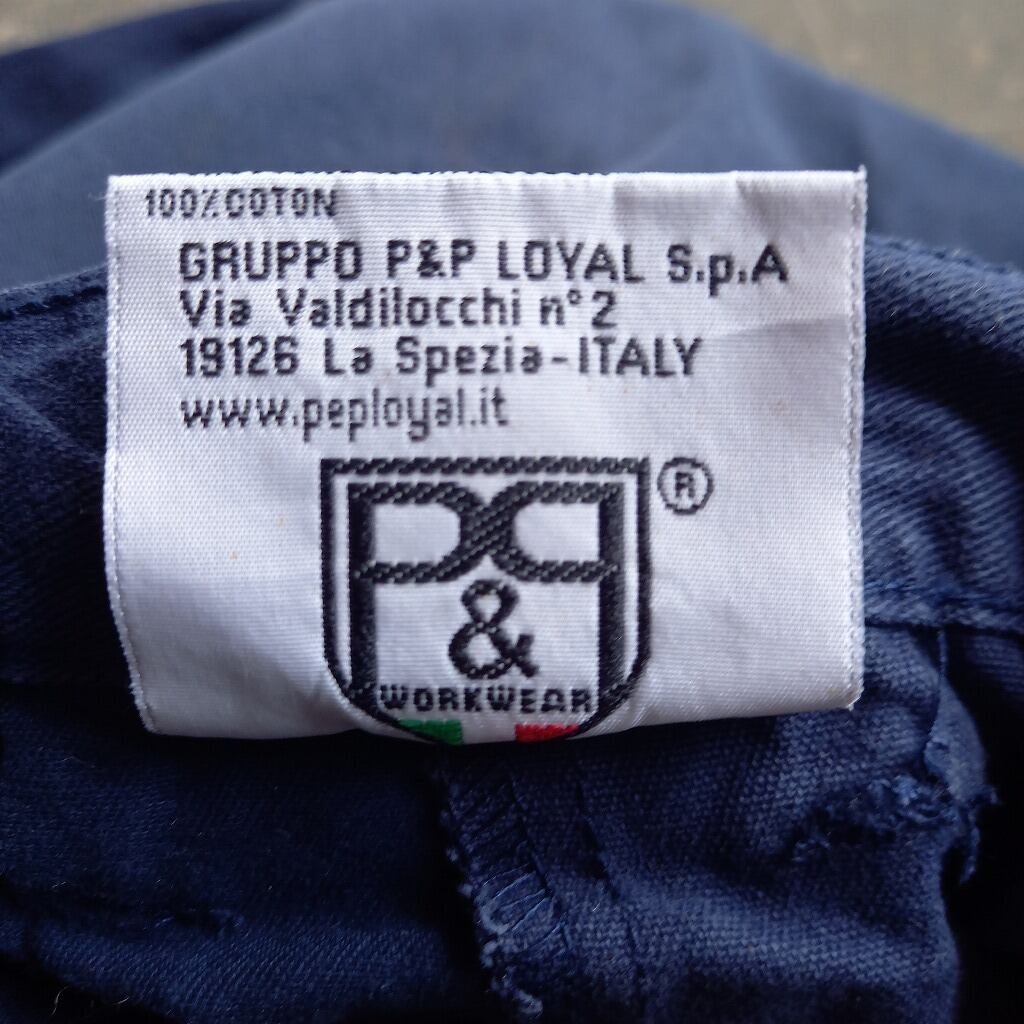 100%COTON
GRUPPO P&P LOYAL S.p.A
Via Valdilocchi n°2
19126 La Spezia-ITALY
www.peployal.it
®
P&P
WORKWEAR